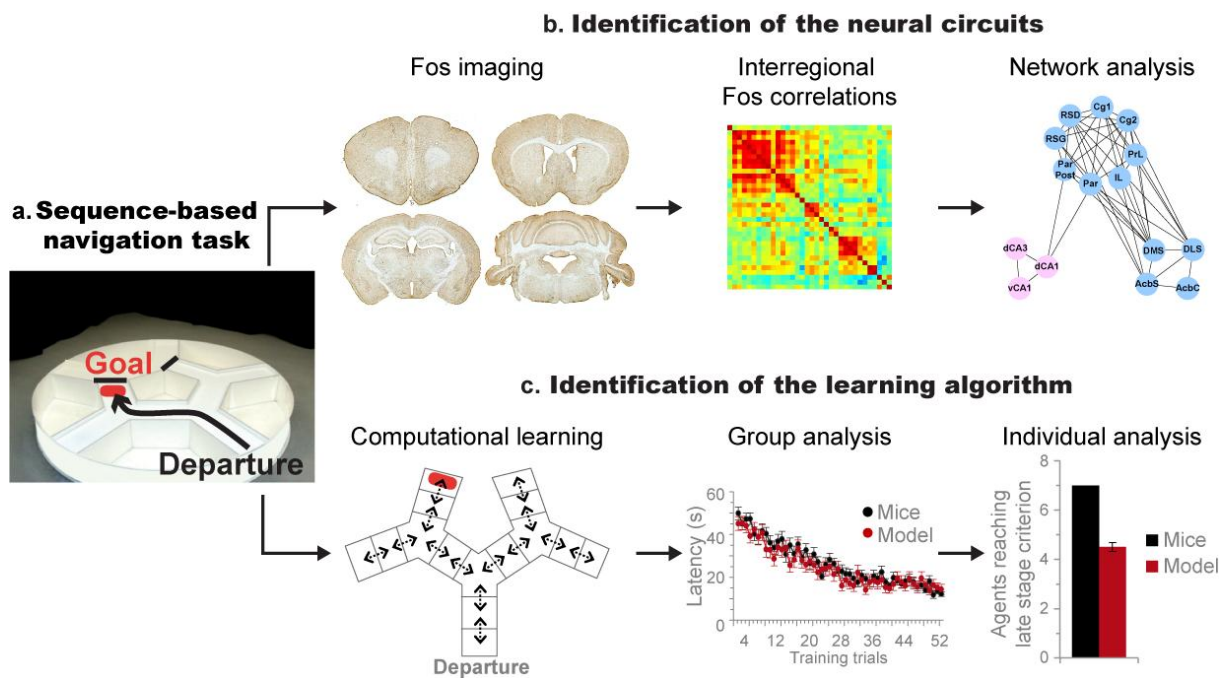 b. Identification of the neural circuits
Fos imaging
Interregional
Fos correlations
Network analysis
RSD
Cg1
Cg2
RSG
PrL
Par
Post
IL
Par
dCA3
dCA1
vCA1
DMS
DLS
AcbS
AcbC
a. Sequence-based
navigation task
Goal
Departure
c. Identification of the learning algorithm
Computational learning
Departure
Group analysis
Latency (s)
60
40
20
0
Mice
Model
4 12 20 28 36 44 52
Training trials
Individual analysis
Agents reaching
late stage criterion
8
6
4
2
0
Mice
Model